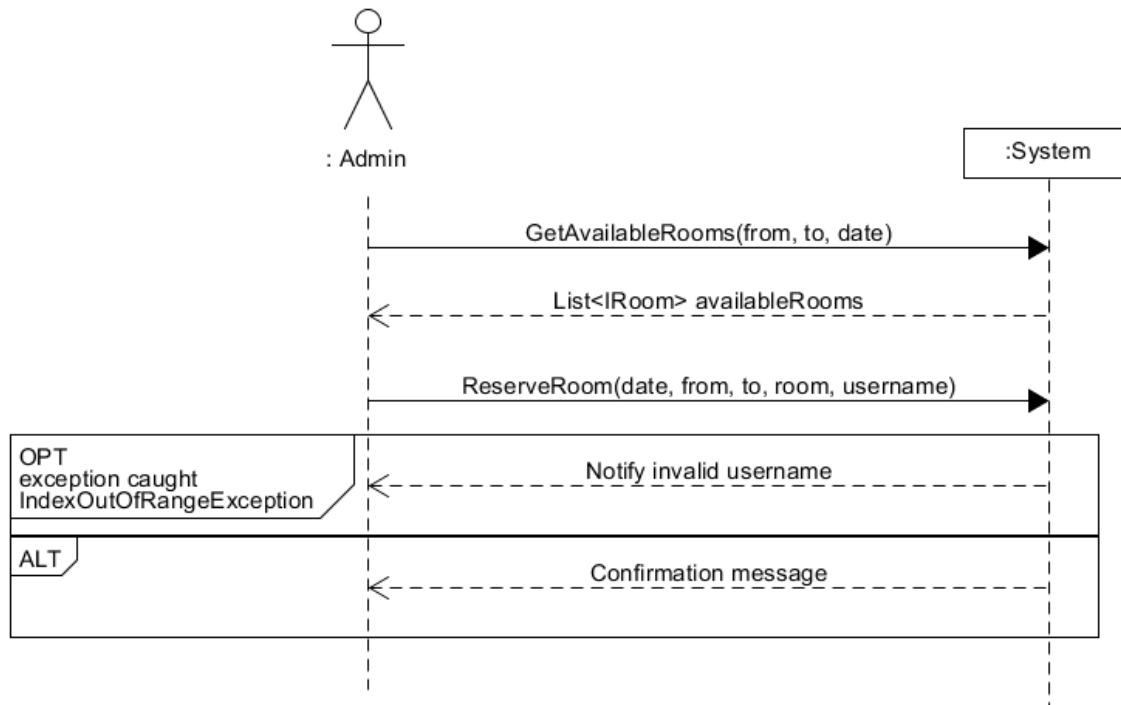 : Admin
:System
GetAvailableRooms(from, to, date)
List<IRoom> availableRooms
ReserveRoom(date, from, to, room, username)
OPT
exception caught
IndexOutOfRangeException
Notify invalid username
ALT
Confirmation message